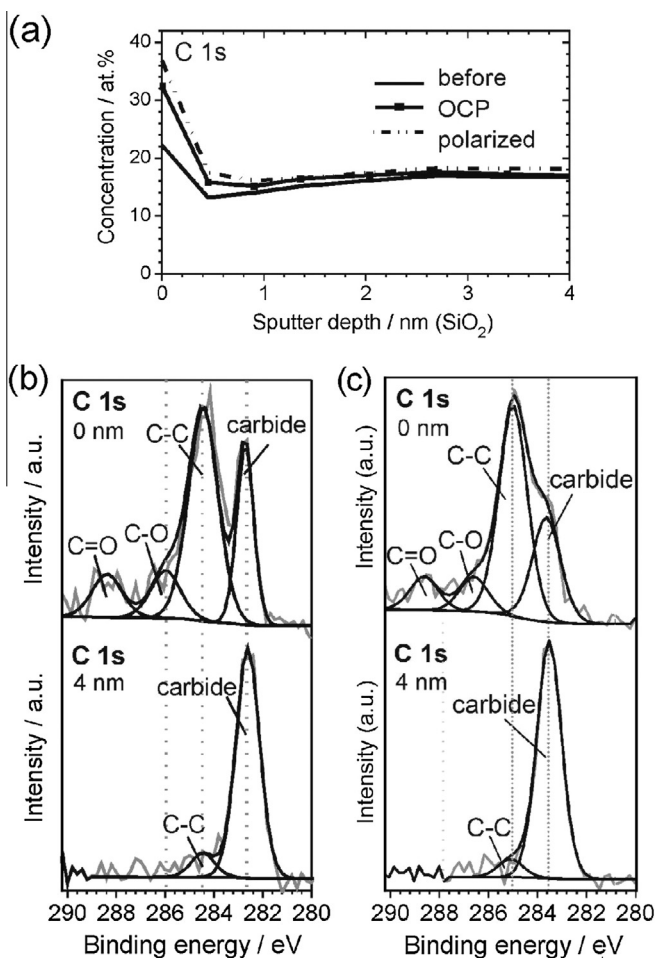 (a)
C 1s
before
OCP
polarized
Concentration / at.%
40
30
20
10
0
0 1 2 3 4
Sputter depth / nm (SiO₂)
(b)
C 1s
0 nm
C-C
carbide
C=O
C-O
Intensity / a.u.
C 1s
4 nm
carbide
C-C
Intensity / a.u.
290 288 286 284 282 280
Binding energy / eV
(c)
C 1s
0 nm
C-C
carbide
C=O
C-O
Intensity (a.u.)
C 1s
4 nm
carbide
C-C
Intensity (a.u.)
290 288 286 284 282 280
Binding energy / eV